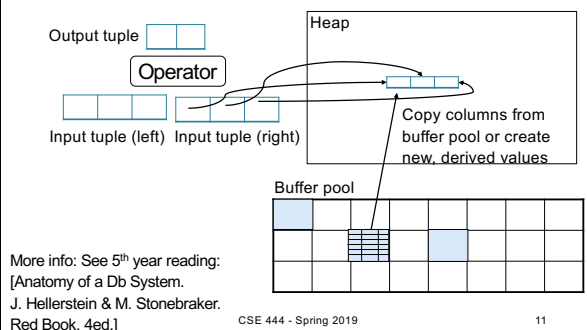 Output tuple
Operator
Input tuple (left)
Input tuple (right)
Heap
Copy columns from
buffer pool or create
new, derived values
Buffer pool
More info: See 5th year reading:
[Anatomy of a Db System.
J. Hellerstein & M. Stonebraker.
Red Book. 4ed.]
CSE 444 - Spring 2019
11